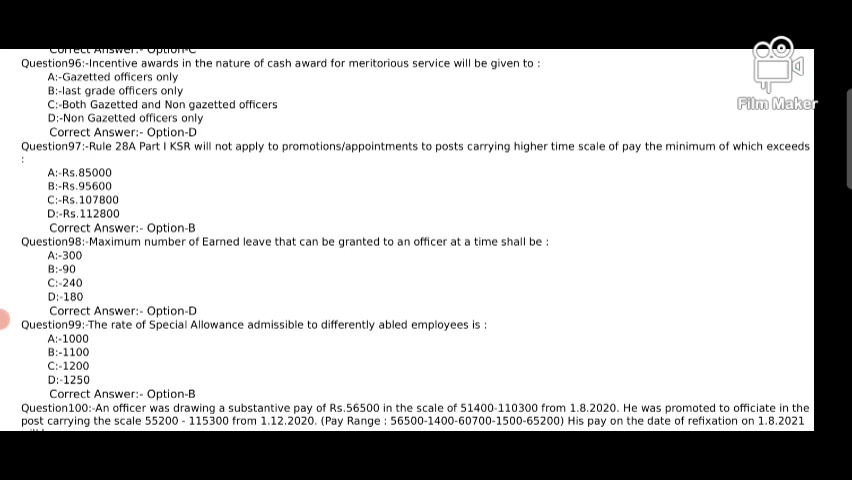 Correct Answer:- Option-C
Question96:-Incentive awards in the nature of cash award for meritorious service will be given to :
A:-Gazetted officers only
B:-last grade officers only
C:-Both Gazetted and Non gazetted officers
D:-Non Gazetted officers only
Correct Answer:- Option-D
Question97:-Rule 28A Part I KSR will not apply to promotions/appointments to posts carrying higher time scale of pay the minimum of which exceeds
:
A:-Rs.85000
B:-Rs.95600
C:-Rs.107800
D:-Rs.112800
Correct Answer:- Option-B
Question98:-Maximum number of Earned leave that can be granted to an officer at a time shall be :
A:-300
B:-90
C:-240
D:-180
Correct Answer:- Option-D
Question99:-The rate of Special Allowance admissible to differently abled employees is :
A:-1000
B:-1100
C:-1200
D:-1250
Correct Answer:- Option-B
Question100:-An officer was drawing a substantive pay of Rs.56500 in the scale of 51400-110300 from 1.8.2020. He was promoted to officiate in the
post carrying the scale 55200 - 115300 from 1.12.2020. (Pay Range : 56500-1400-60700-1500-65200) His pay on the date of refixation on 1.8.2021
Film Maker